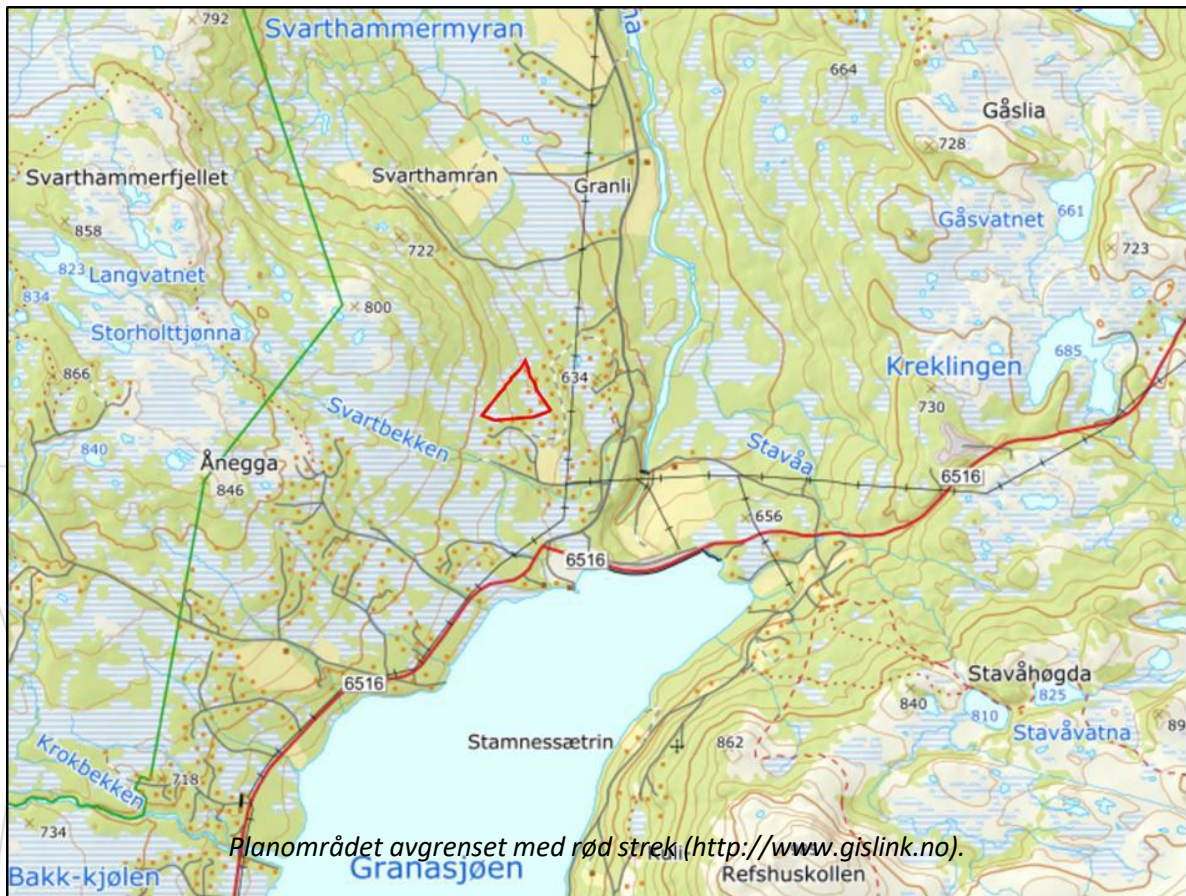 792
Svarthammermyran
na
664
Gåslia
728
Svarthammerfjellet
Svarthamran
Granli
661
Gåsvatnet
858
722
723
823
Langvatnet
834
800
Storholttjønna
685
Kreklingen
866
634
730
Svartbekken
840
Ånegga
846
Stavåa
6516
656
6516
6516
Stavåhøgda
840
825
810
Stavåvatna
89
Stamnessætrin
862
Krokbekken
718
734
Planområdet avgrenset med rød strek (http://www.gislink.no).
Granasjøen
Refshuskollen
Bakk-kjølen